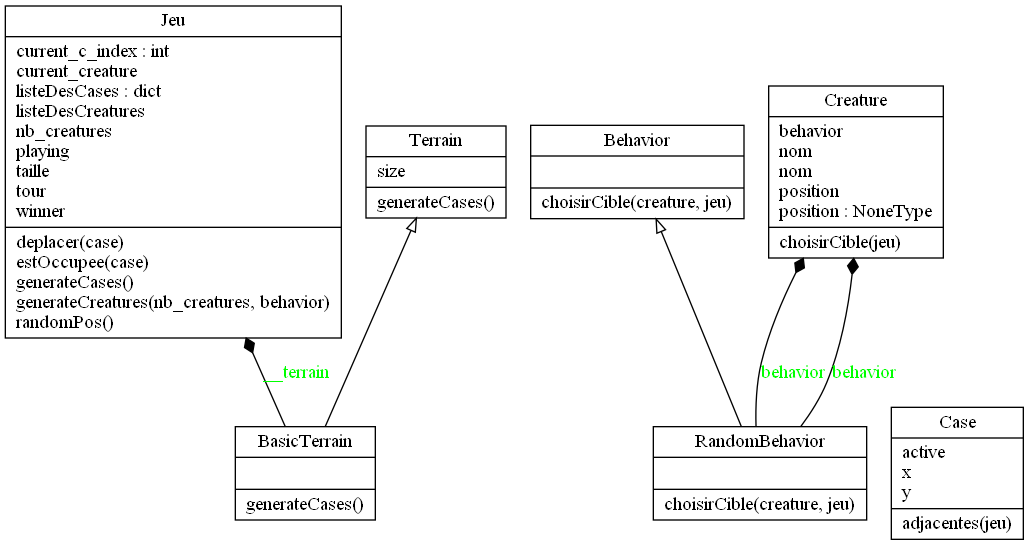 Jeu
current_c_index : int
current_creature
listeDesCases : dict
listeDesCreatures
nb_creatures
playing
taille
tour
winner
deplacer(case)
estOccupee(case)
generateCases()
generateCreatures(nb_creatures, behavior)
randomPos()
Terrain
size
generateCases()
Behavior
choisirCible(creature, jeu)
Creature
behavior
nom
nom
position
position : NoneType
choisirCible(jeu)
__terrain
behavior
behavior
BasicTerrain
generateCases()
RandomBehavior
choisirCible(creature, jeu)
Case
active
x
y
adjacentes(jeu)